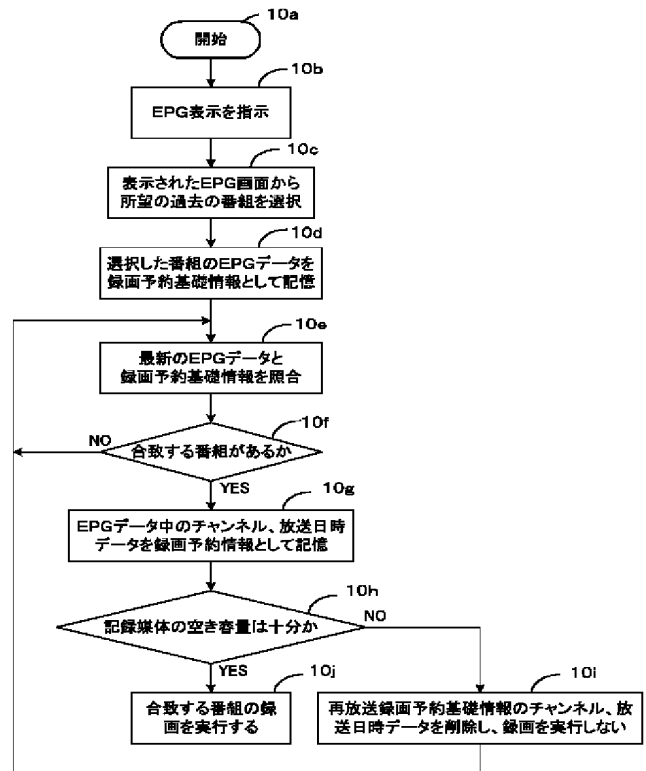 10a
開始
10b
EPG表示を指示
10c
表示されたEPG画面から
所望の過去の番組を選択
10d
選択した番組のEPGデータを
録画予約基礎情報として記憶
10e
最新のEPGデータと
録画予約基礎情報を照合
10f
合致する番組があるか
NO
YES
10g
EPGデータ中のチャンネル、放送日時
データを録画予約情報として記憶
10h
記録媒体の空き容量は十分か
NO
YES
10j
合致する番組の録
画を実行する
10i
再放送録画予約基礎情報のチャンネル、放
送日時データを削除し、録画を実行しない